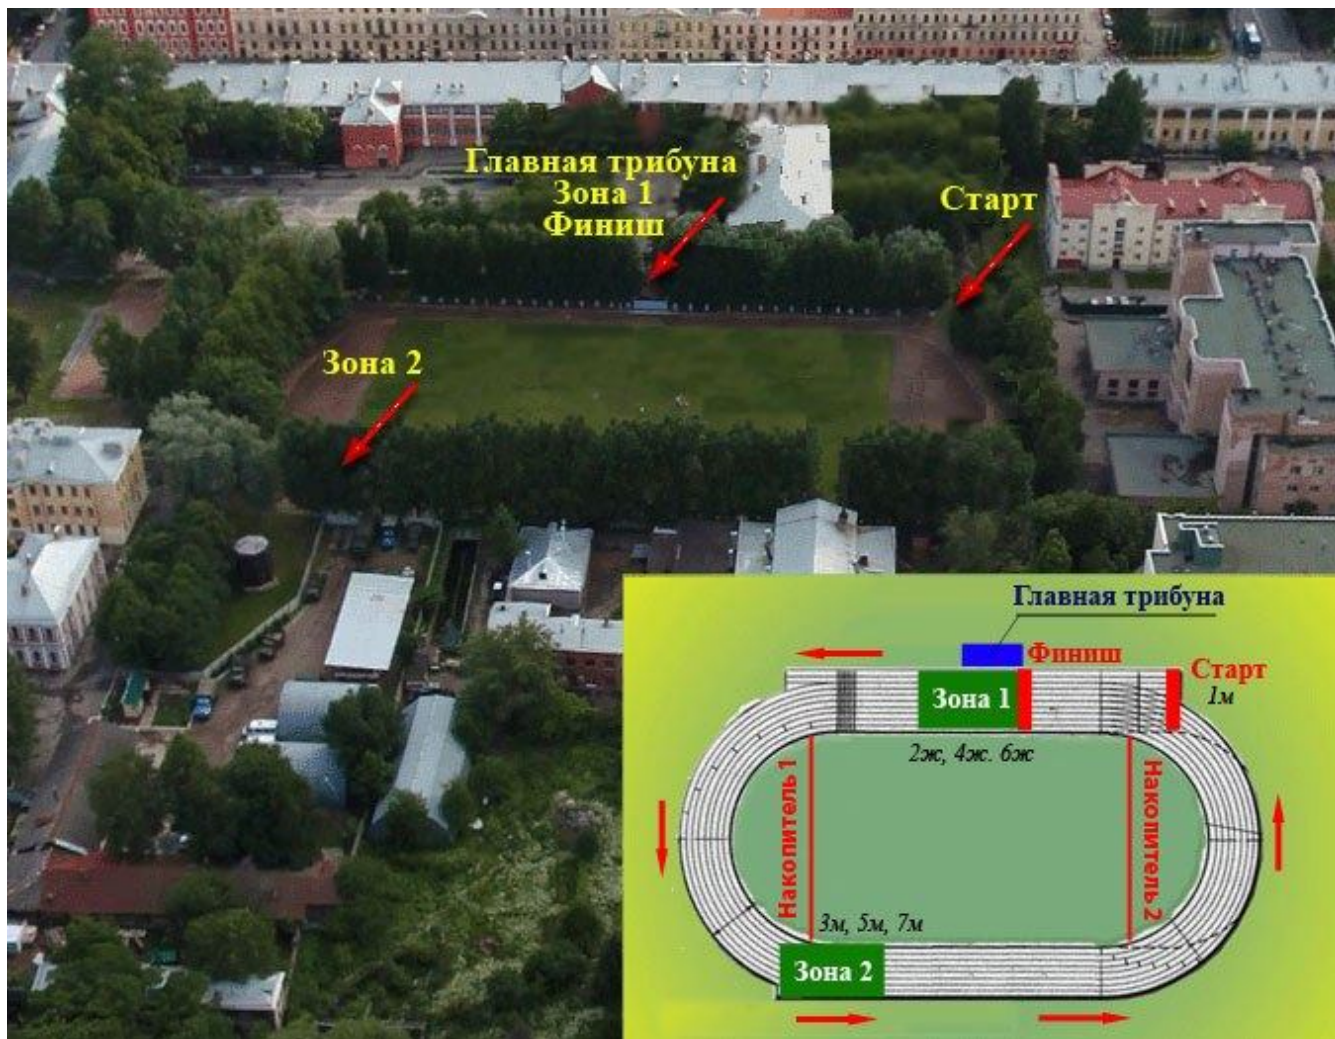 Главная трибуна
Зона 1
Финиш
Старт
Зона 2
Главная трибуна
Финиш
Старт
1м
Зона 1
2ж, 4ж. 6ж
Накопитель 1
Накопитель 2
3м, 5м, 7м
Зона 2